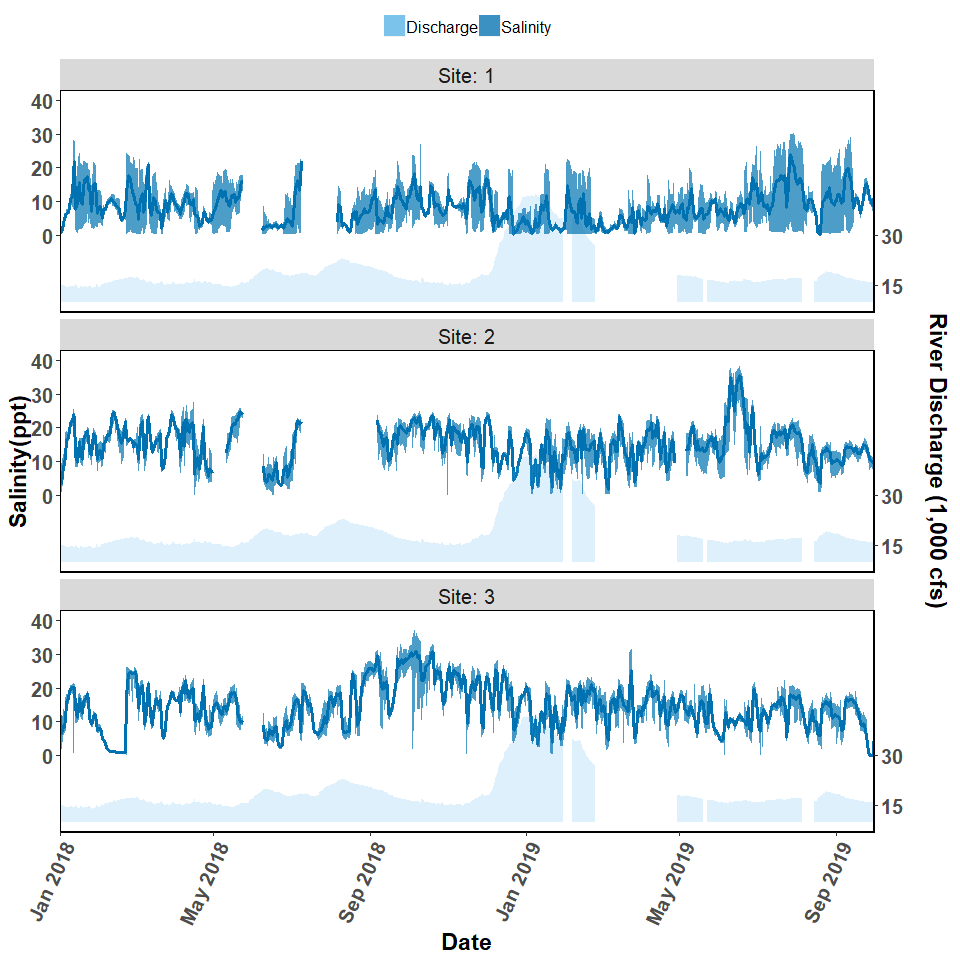 Discharge Salinity
Site: 1
40
30
20
10
0
30
15
Site: 2
40
30
20
10
0
30
15
Site: 3
40
30
20
10
0
30
15
Salinity(ppt)
River Discharge (1,000 cfs)
Jan 2018 May 2018 Sep 2018 Jan 2019 May 2019 Sep 2019
Date